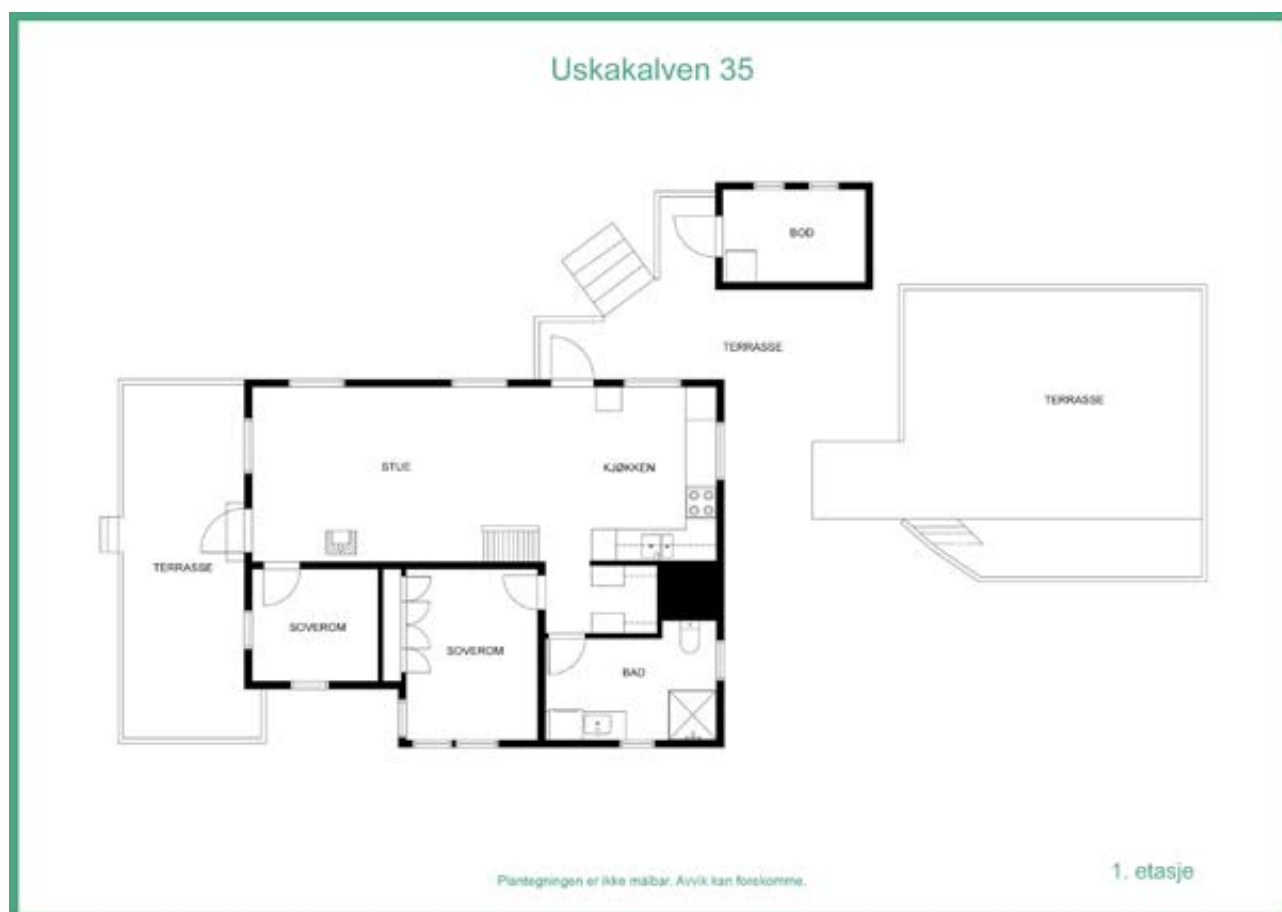 Uskakalven 35
BOD
TERRASSE
TERRASSE
STUE
KJØKKEN
TERRASSE
SOVEROM
SOVEROM
BAD
Plantegningen er ikke målbar. Avvik kan forekomme.
1. etasje